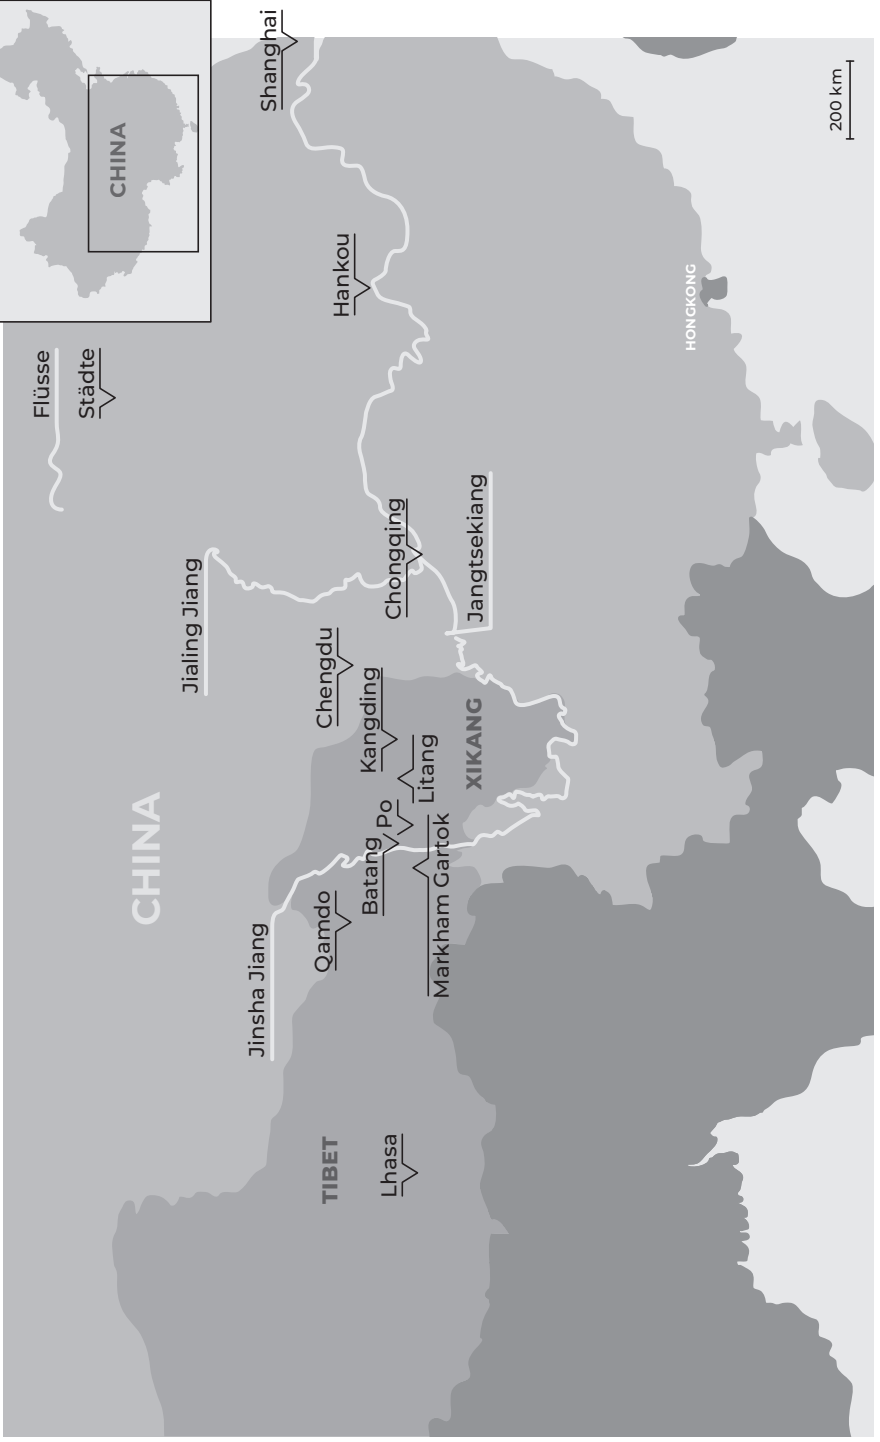 CHINA
Flüsse
Städte
CHINA
Jialing Jiang
Jinsha Jiang
Shanghai
Hankou
Chengdu
Qamdo
TIBET
Kangding
Batang
Po
Chongqing
Lhasa
Litang
Markham Gartok
XIKANG
Jangtsekiang
HONGKONG
200 km